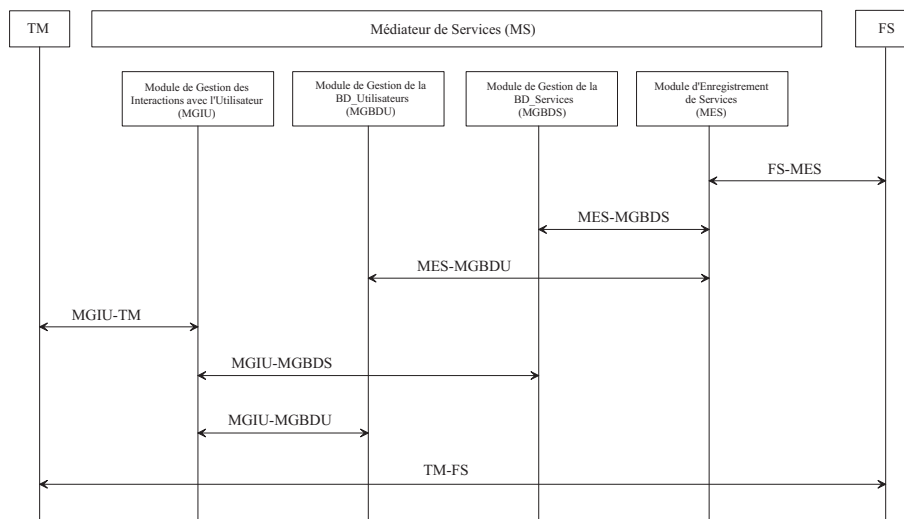 TM
Médiateur de Services (MS)
FS
Module de Gestion des
Interactions avec l'Utilisateur
(MGIU)
Module de Gestion de la
BD_Utilisateurs
(MGBDU)
Module de Gestion de la
BD_Services
(MGBDS)
Module d'Enregistrement
de Services
(MES)
FS-MES
MES-MGBDS
MES-MGBDU
MGIU-TM
MGIU-MGBDS
MGIU-MGBDU
TM-FS